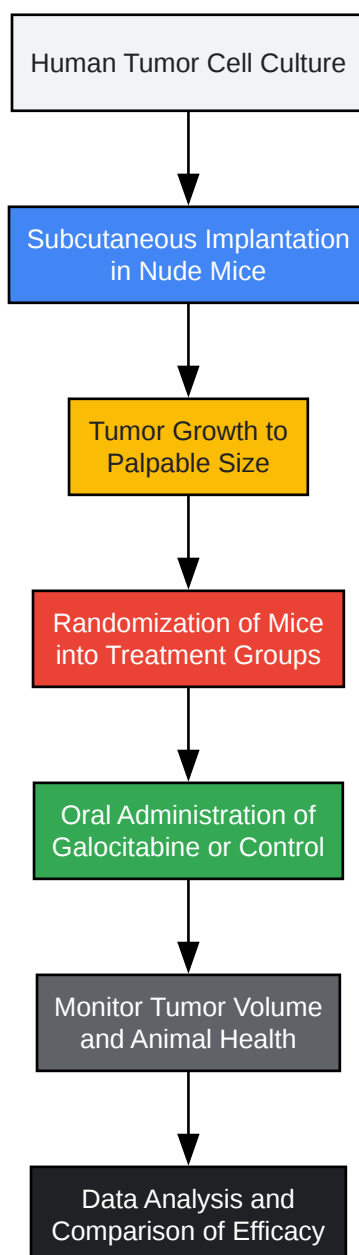 Human Tumor Cell Culture
Subcutaneous Implantation
in Nude Mice
Tumor Growth to
Palpable Size
Randomization of Mice
into Treatment Groups
Oral Administration of
Galocitabine or Control
Monitor Tumor Volume
and Animal Health
Data Analysis and
Comparison of Efficacy